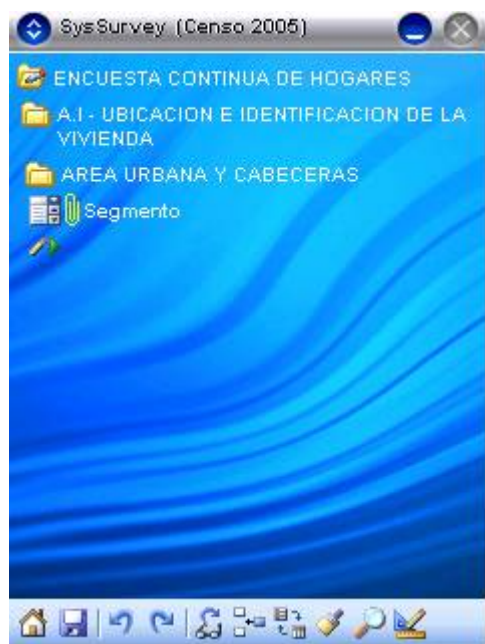 SysSurvey (Censo 2005)
ENCUESTA CONTINUA DE HOGARES
A.I - UBICACION E IDENTIFICACION DE LA
VIVIENDA
AREA URBANA Y CABECERAS
Segmento